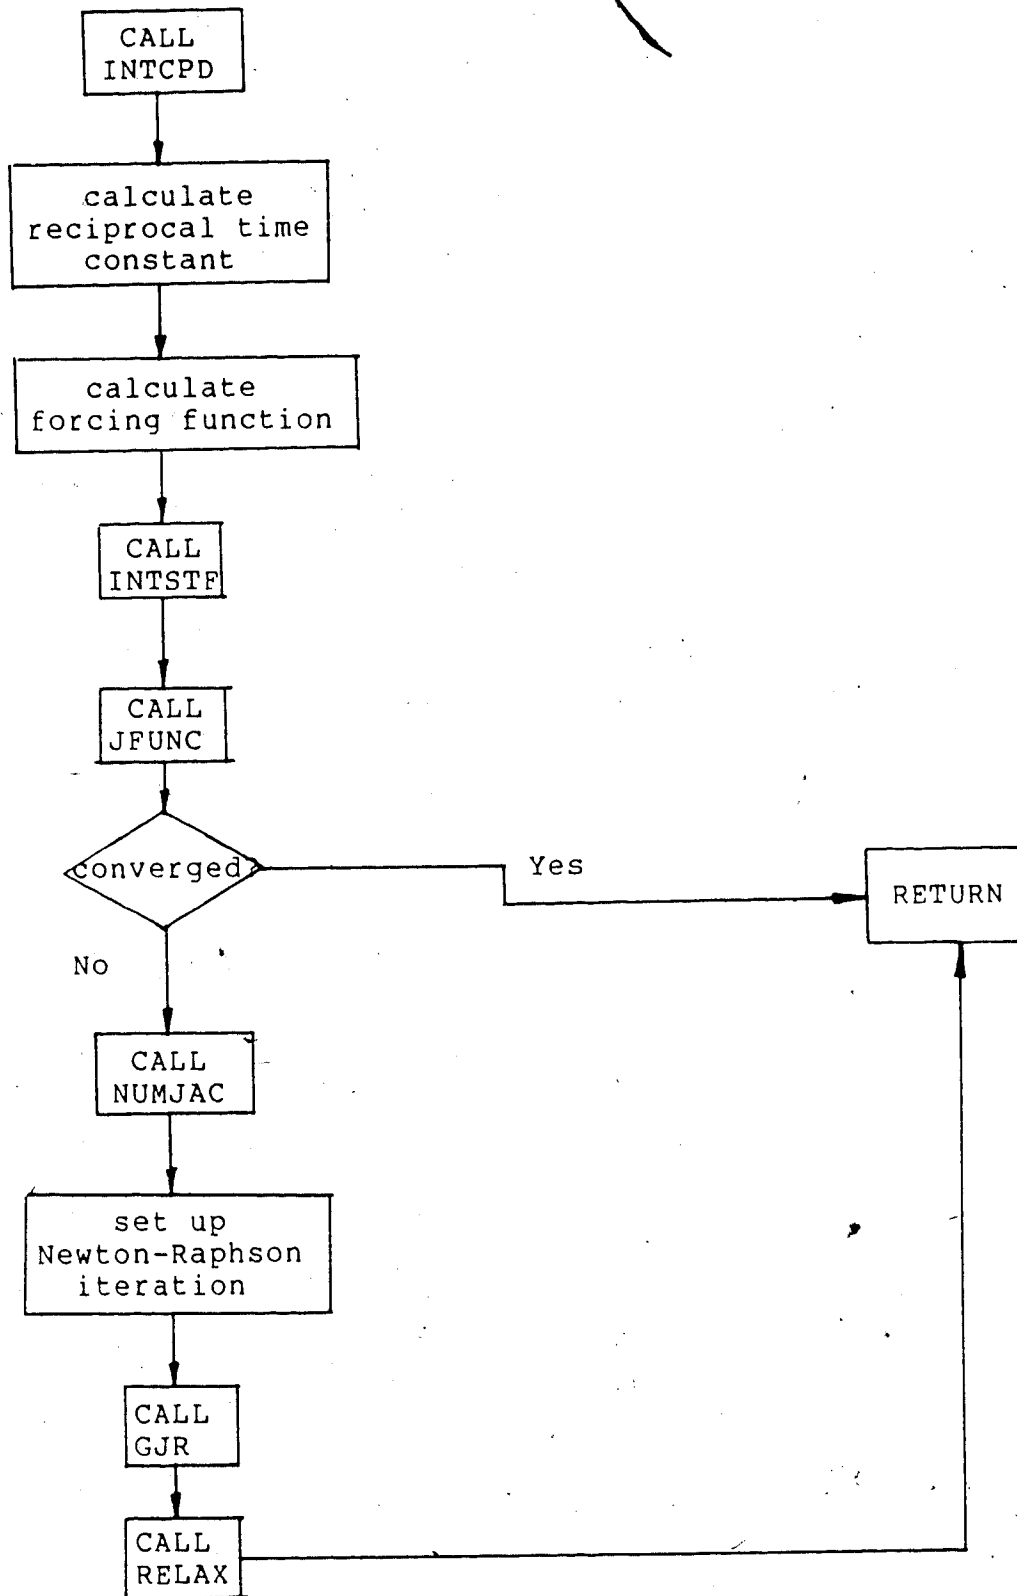 CALL
INTCPD
calculate
reciprocal time
constant
calculate
forcing function
CALL
INTSTF
CALL
JFUNC
converged?
Yes
RETURN
No
CALL
NUMJAC
set up
Newton-Raphson
iteration
CALL
GJR
CALL
RELAX